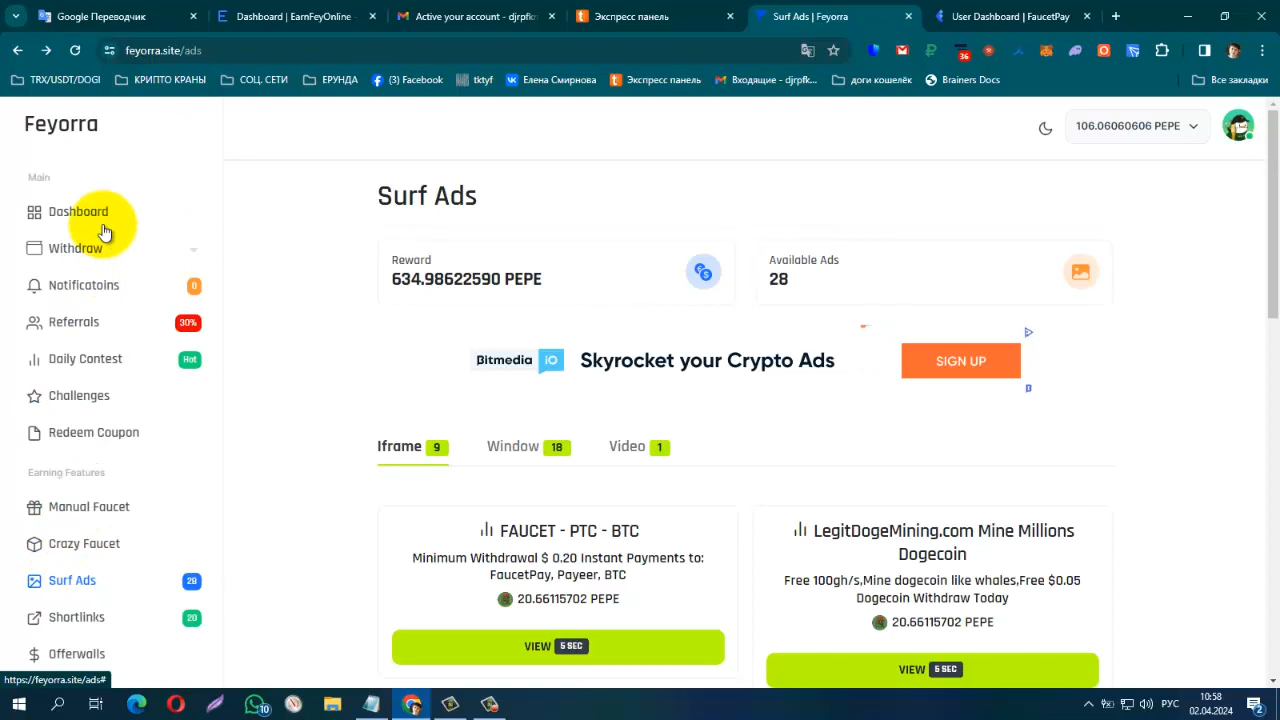 Google Переводчик
Dashboard | EarnFeyOnline -
Active your account - djrpfkm
Экспресс панель
Surf Ads | Feyorra
User Dashboard | FaucetPay
feyorra.site/ads
36
TRX/USDT/DOGI
КРИПТО КРАНЫ
СОЦ. СЕТИ
ЕРУНДА
(3) Facebook
tktyf
Елена Смирнова
Экспресс панель
Входящие - djrpfk...
доги кошелёк
Brainers Docs
Все закладки
Feyorra
106.06060606 PEPE
Main
Dashboard
Withdraw
Notificatoins 0
Referrals 30%
Daily Contest Hot
Challenges
Redeem Coupon
Earning Features
Manual Faucet
Crazy Faucet
Surf Ads 28
Shortlinks 20
Offerwalls
https://feyorra.site/ads#
Surf Ads
Reward
634.98622590 PEPE
Available Ads
28
Bitmedia IO
Skyrocket your Crypto Ads
SIGN UP
Iframe 9
Window 18
Video 1
FAUCET - PTC - BTC
Minimum Withdrawal $ 0.20 Instant Payments to:
FaucetPay, Payeer, BTC
20.66115702 PEPE
VIEW 5 SEC
LegitDogeMining.com Mine Millions
Dogecoin
Free 100gh/s,Mine dogecoin like whales,Free $0.05
Dogecoin Withdraw Today
20.66115702 PEPE
VIEW 5 SEC
10
РУС
10:58
02.04.2024
2